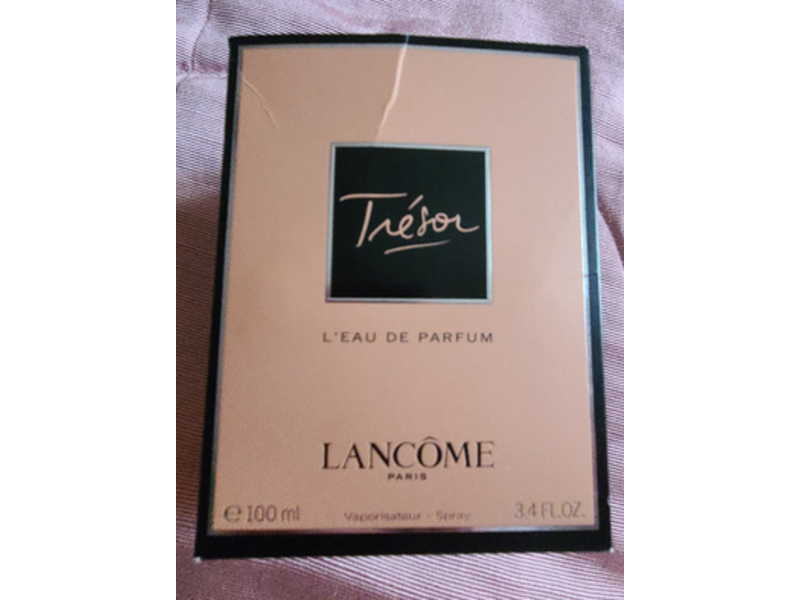 Trésor
L'EAU DE PARFUM
LANCÔME
PARIS
e 100 ml Vaporisateur - Spray 3.4 FL.OZ.